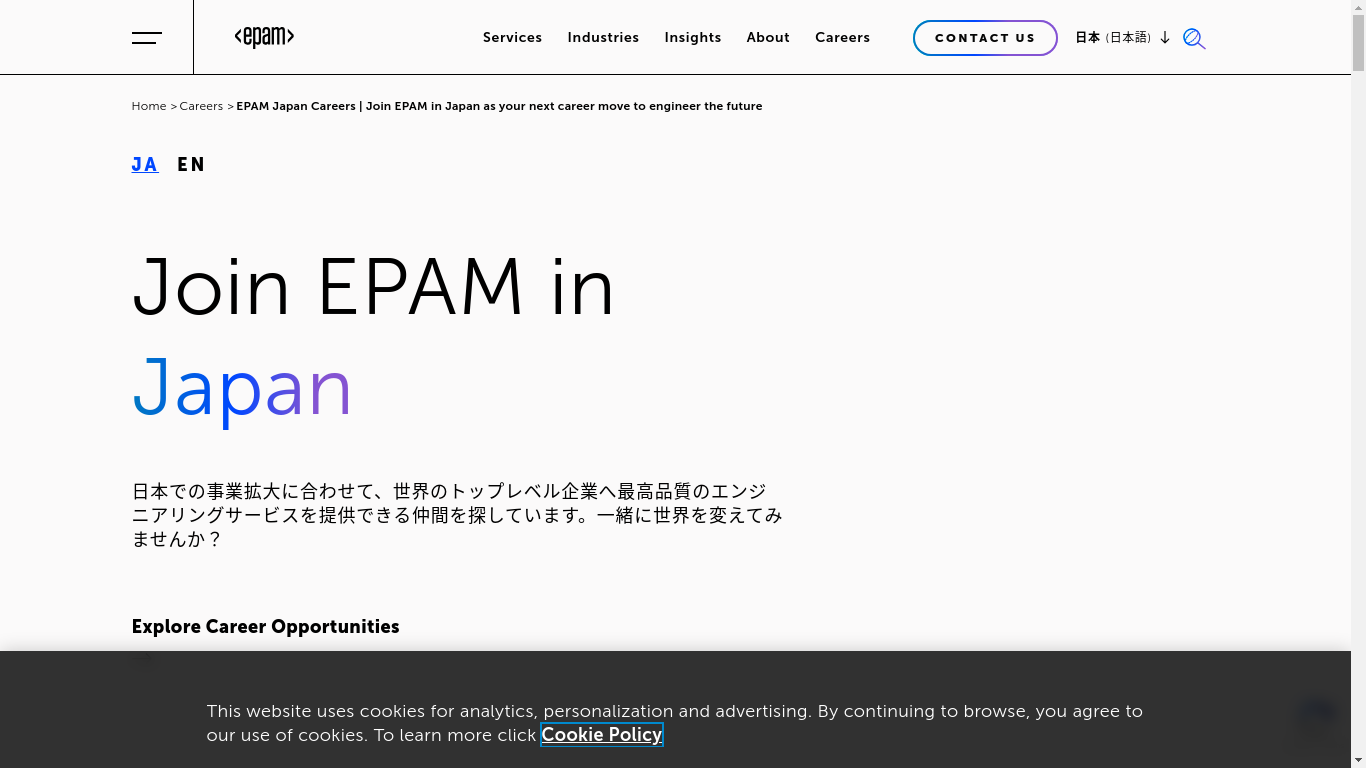 <epam>
Services Industries Insights About Careers
CONTACT US
日本 (日本語)
Home > Careers > EPAM Japan Careers | Join EPAM in Japan as your next career move to engineer the future
JA EN
Join EPAM in
Japan
日本での事業拡大に合わせて、世界のトップレベル企業へ最高品質のエンジ
ニアリングサービスを提供できる仲間を探しています。一緒に世界を変えてみ
ませんか？
Explore Career Opportunities
This website uses cookies for analytics, personalization and advertising. By continuing to browse, you agree to
our use of cookies. To learn more click Cookie Policy